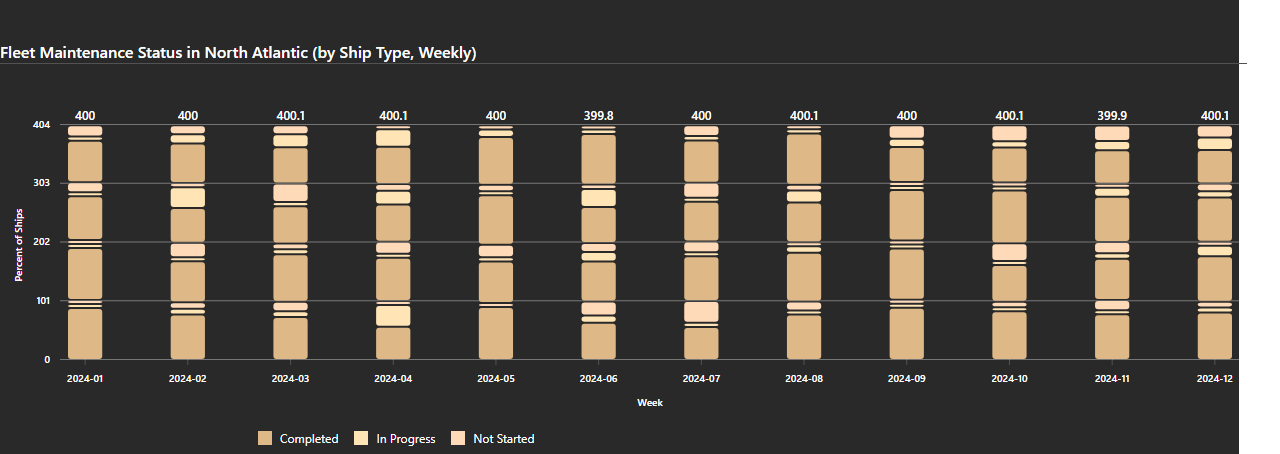 Fleet Maintenance Status in North Atlantic (by Ship Type, Weekly)
400 400 400.1 400.1 400 399.8 400 400.1 400 400.1 399.9 400.1
404
303
202
101
0
Percent of Ships
2024-01 2024-02 2024-03 2024-04 2024-05 2024-06 2024-07 2024-08 2024-09 2024-10 2024-11 2024-12
Week
Completed In Progress Not Started